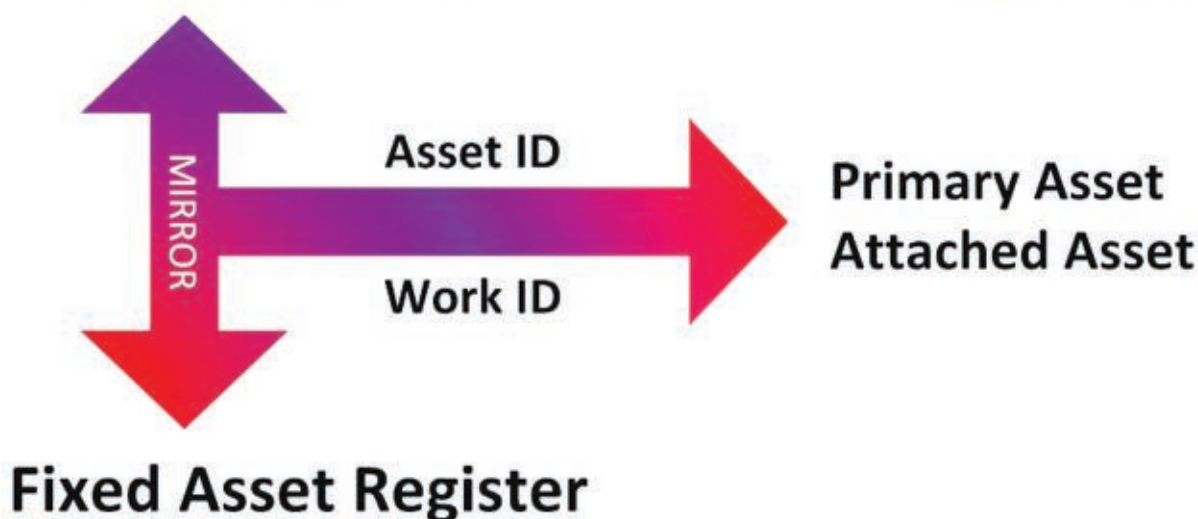 MIRROR
Asset ID
Work ID
Primary Asset
Attached Asset
Fixed Asset Register